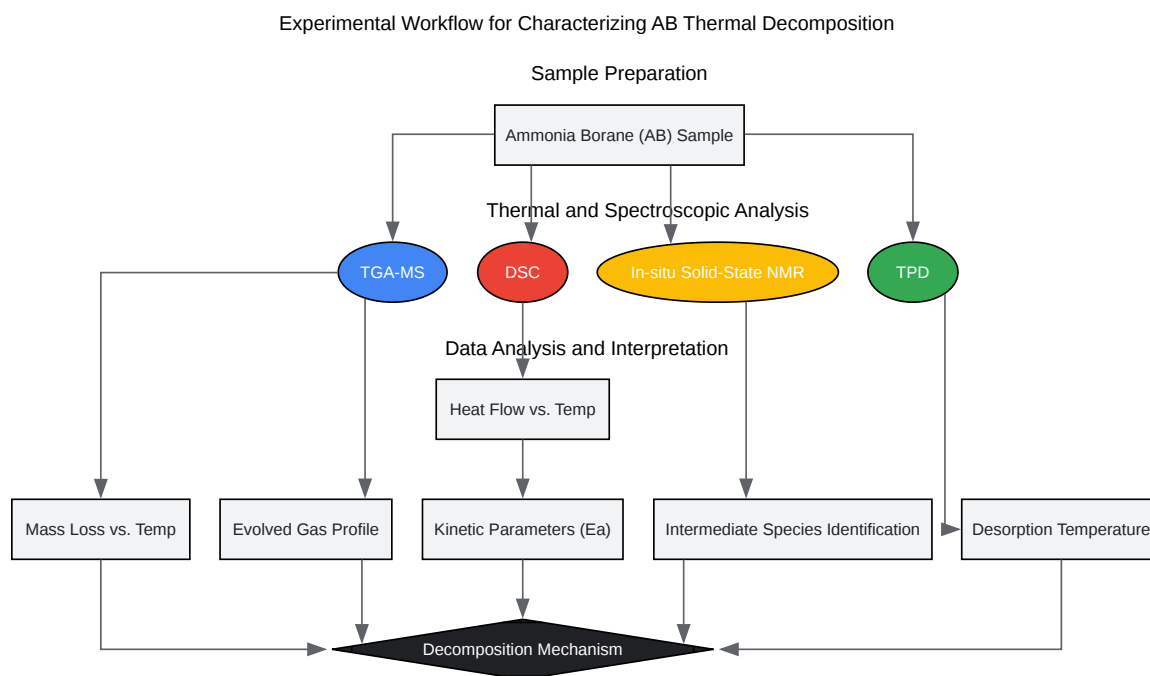 Experimental Workflow for Characterizing AB Thermal Decomposition
Sample Preparation
Ammonia Borane (AB) Sample
Thermal and Spectroscopic Analysis
TGA-MS
DSC
In-situ Solid-State NMR
TPD
Data Analysis and Interpretation
Heat Flow vs. Temp
Mass Loss vs. Temp
Evolved Gas Profile
Kinetic Parameters (Ea)
Intermediate Species Identification
Desorption Temperature
Decomposition Mechanism